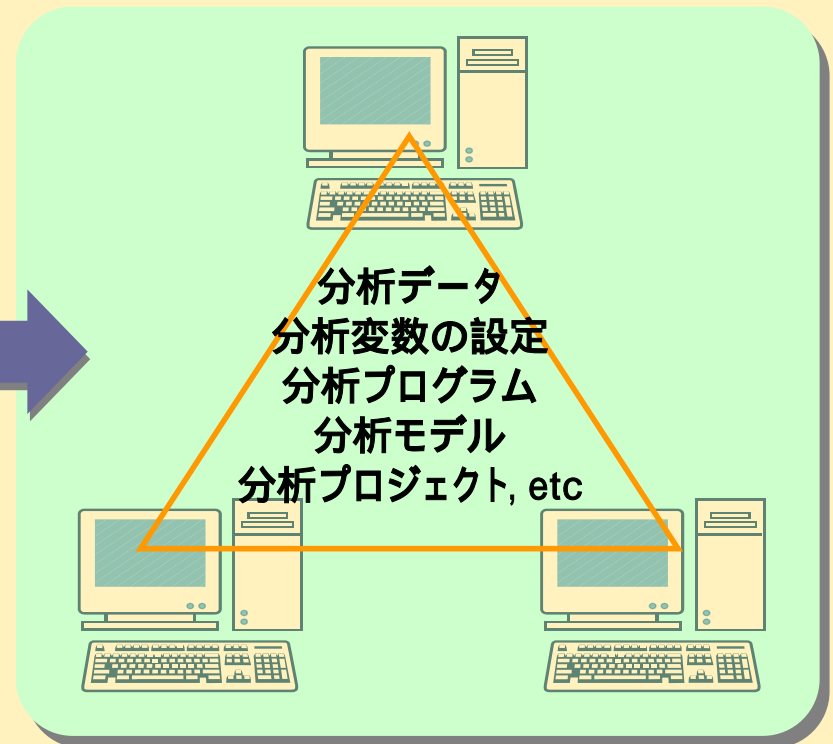 分析データ
分析変数の設定
分析プログラム
分析モデル
分析プロジェクト, etc